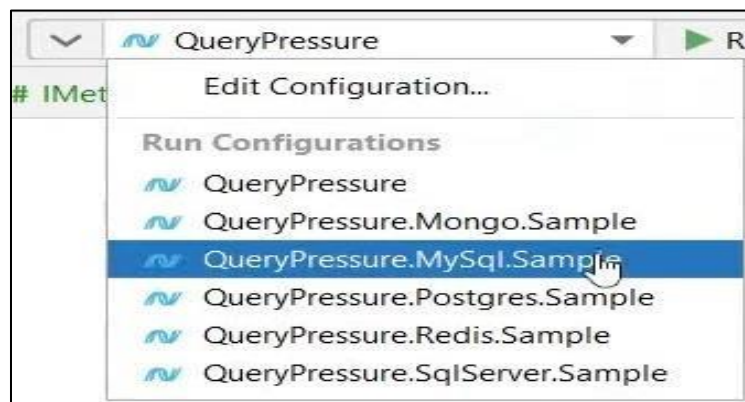 QueryPressure
R
# IMet
Edit Configuration...
Run Configurations
QueryPressure
QueryPressure.Mongo.Sample
QueryPressure.MySql.Sample
QueryPressure.Postgres.Sample
QueryPressure.Redis.Sample
QueryPressure.SqlServer.Sample